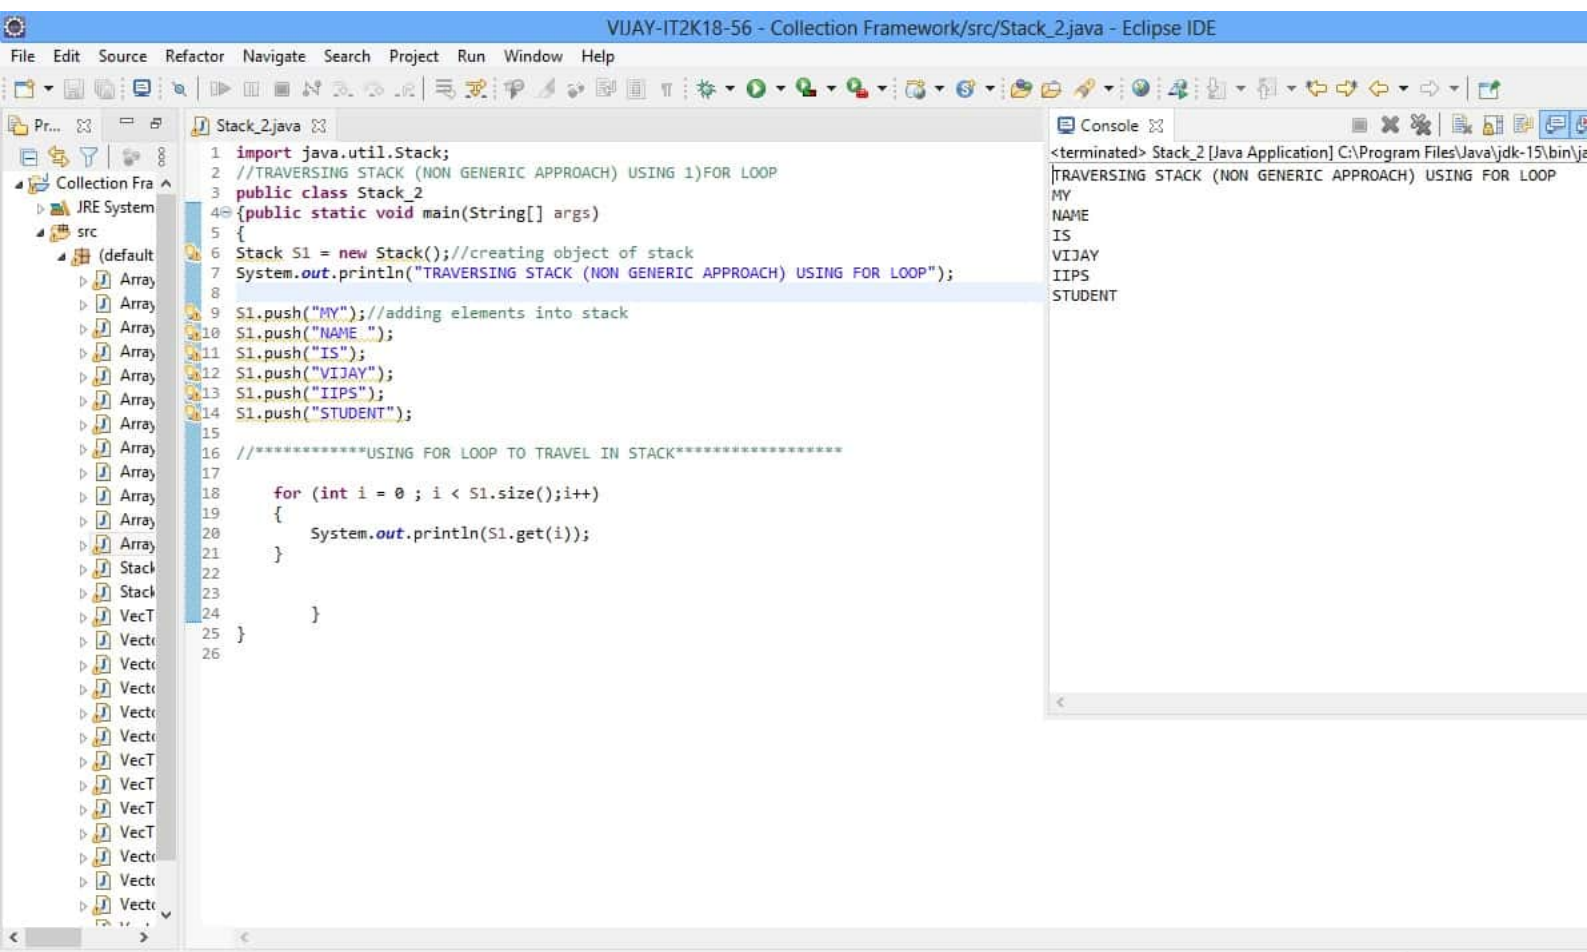 VIJAY-IT2K18-56 - Collection Framework/src/Stack_2.java - Eclipse IDE
File Edit Source Refactor Navigate Search Project Run Window Help
Pr...
Collection Fra
JRE System
src
(default
Array
Array
Array
Array
Array
Array
Array
Array
Array
Array
Array
Array
Stack
Stack
VecT
Vecto
Vecto
Vecto
Vecto
Vecto
VecT
VecT
VecT
VecT
Vecto
Vecto
Vecto
Stack_2.java
1 import java.util.Stack;
2 //TRAVERSING STACK (NON GENERIC APPROACH) USING 1)FOR LOOP
3 public class Stack_2
4 {public static void main(String[] args)
5 {
6 Stack S1 = new Stack();//creating object of stack
7 System.out.println("TRAVERSING STACK (NON GENERIC APPROACH) USING FOR LOOP");
8
9 S1.push("MY");//adding elements into stack
10 S1.push("NAME ");
11 S1.push("IS");
12 S1.push("VIJAY");
13 S1.push("IIPS");
14 S1.push("STUDENT");
15
16 //************USING FOR LOOP TO TRAVEL IN STACK******************
17
18 for (int i = 0 ; i < S1.size();i++)
19 {
20 System.out.println(S1.get(i));
21 }
22
23
24 }
25 }
26
Console
<terminated> Stack_2 [Java Application] C:\Program Files\Java\jdk-15\bin\ja
TRAVERSING STACK (NON GENERIC APPROACH) USING FOR LOOP
MY
NAME
IS
VIJAY
IIPS
STUDENT